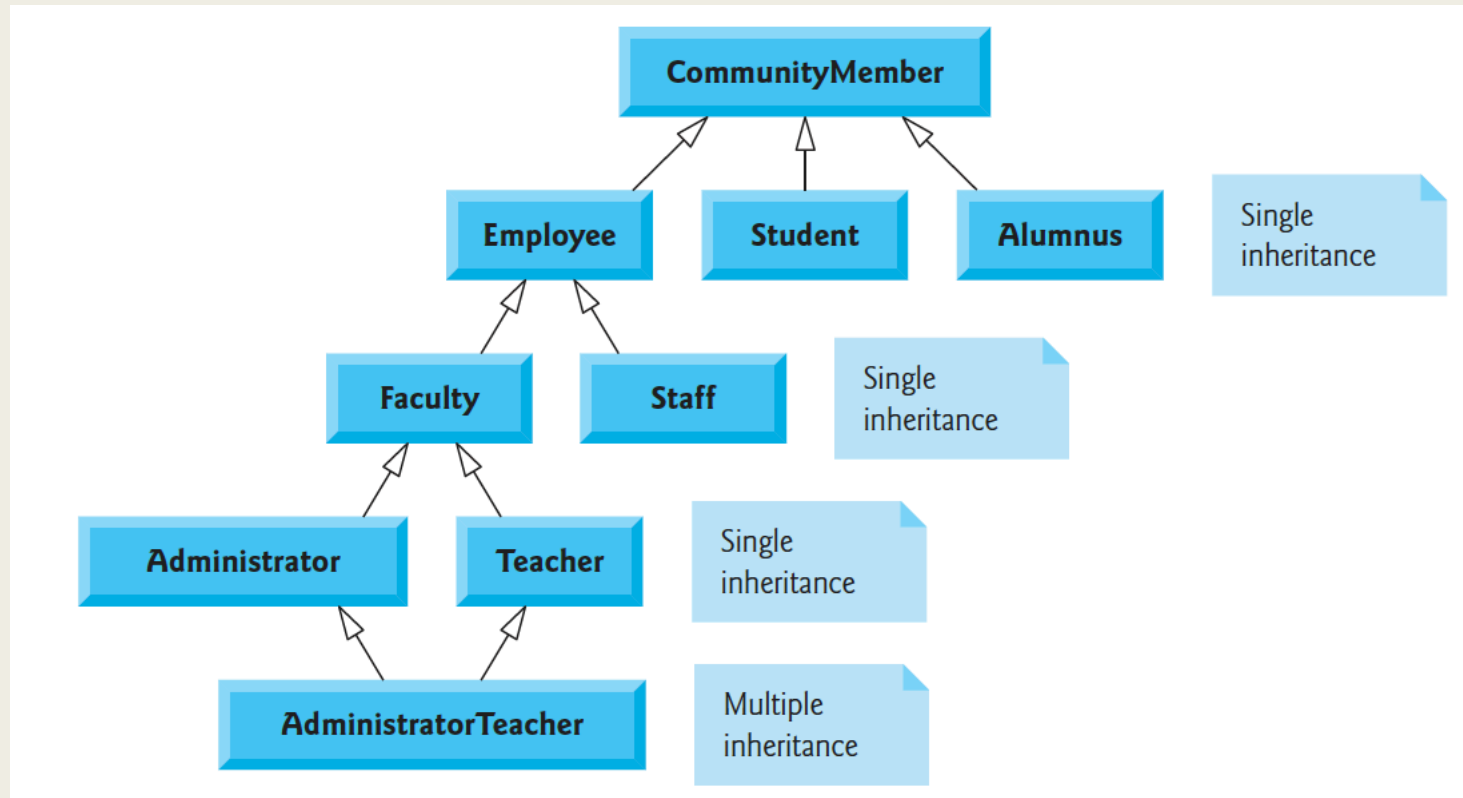 CommunityMember
Employee
Student
Alumnus
Single
inheritance
Faculty
Staff
Single
inheritance
Administrator
Teacher
Single
inheritance
AdministratorTeacher
Multiple
inheritance